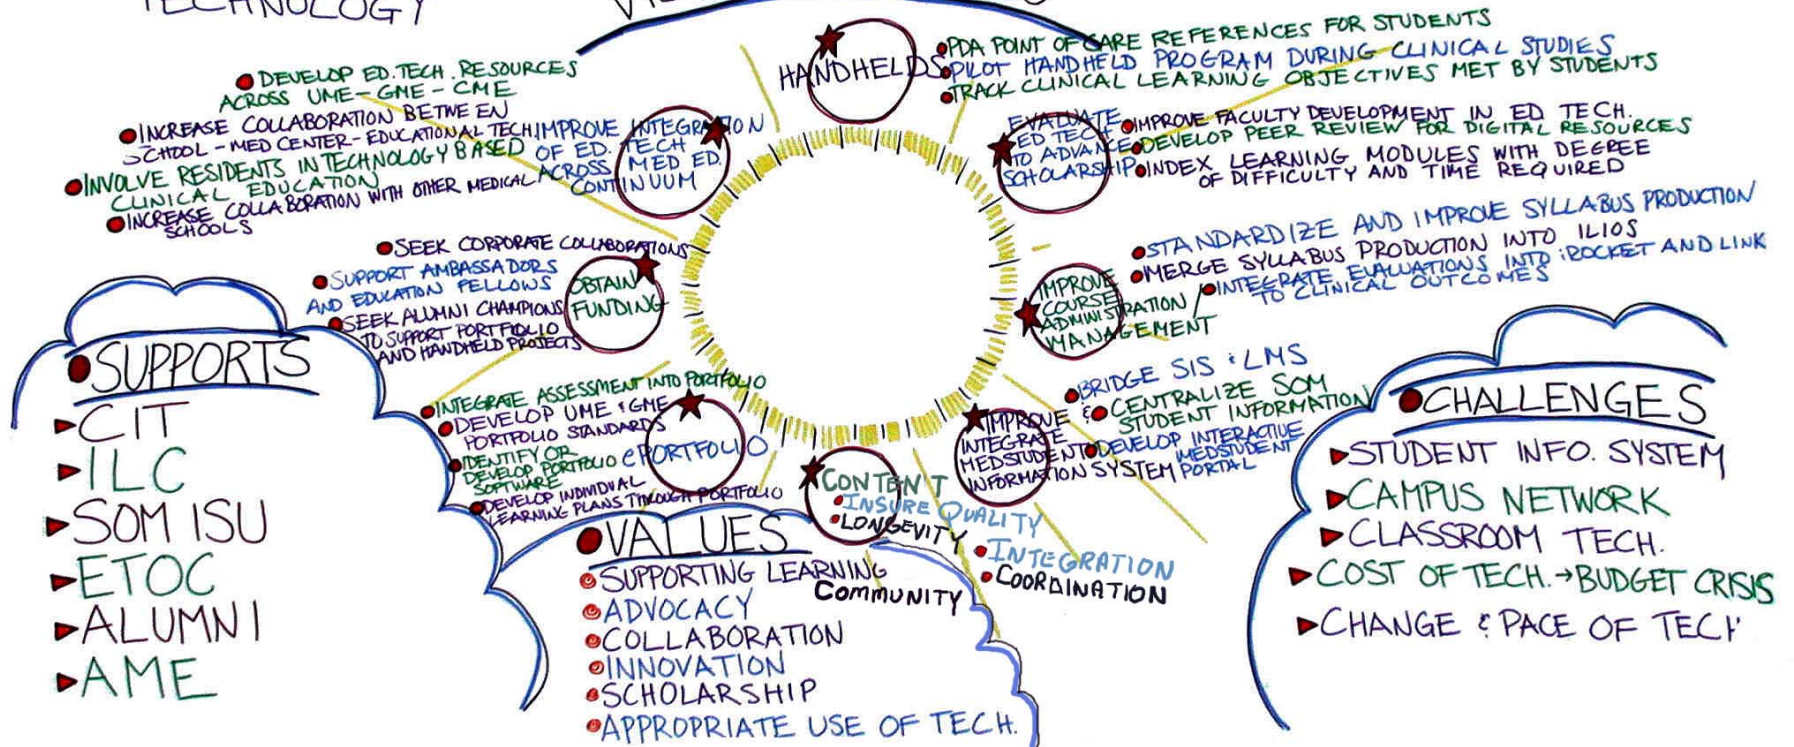 TECHNOLOGY
HANDHELDS
PDA POINT OF CARE REFERENCES FOR STUDENTS
PILOT HANDHELD PROGRAM DURING CLINICAL STUDIES
TRACK CLINICAL LEARNING OBJECTIVES MET BY STUDENTS
DEVELOP ED. TECH. RESOURCES
ACROSS UME-GME-CME
INCREASE COLLABORATION BETWEEN
SCHOOL-MED CENTER-EDUCATIONAL TECH
INVOLVE RESIDENTS IN TECHNOLOGY BASED
CLINICAL EDUCATION
INCREASE COLLABORATION WITH OTHER MEDICAL
SCHOOLS
IMPROVE INTEGRATION
OF ED. TECH
ACROSS MED ED.
CONTINUUM
EVALUATE
ED TECH
TO ADVANCE
SCHOLARSHIP
IMPROVE FACULTY DEVELOPMENT IN ED TECH.
DEVELOP PEER REVIEW FOR DIGITAL RESOURCES
INDEX LEARNING MODULES WITH DEGREE
OF DIFFICULTY AND TIME REQUIRED
SEEK CORPORATE COLLABORATIONS
SUPPORT AMBASSADORS
AND EDUCATION FELLOWS
SEEK ALUMNI CHAMPIONS
TO SUPPORT PORTFOLIO
AND HANDHELD PROJECTS
OBTAIN
FUNDING
IMPROVE
COURSE
ADMINISTRATION /
MANAGEMENT
STANDARDIZE AND IMPROVE SYLLABUS PRODUCTION
MERGE SYLLABUS PRODUCTION INTO ILIOS
INTEGRATE EVALUATIONS INTO iROCKET AND LINK
TO CLINICAL OUTCOMES
INTEGRATE ASSESSMENT INTO PORTFOLIO
DEVELOP UME & GME
PORTFOLIO STANDARDS
IDENTIFY OR
DEVELOP PORTFOLIO
SOFTWARE
DEVELOP INDIVIDUAL
LEARNING PLANS THROUGH PORTFOLIO
ePORTFOLIO
IMPROVE &
INTEGRATE
MEDSTUDENT
INFORMATION SYSTEM
BRIDGE SIS & LMS
CENTRALIZE SOM
STUDENT INFORMATION
DEVELOP INTERACTIVE
MEDSTUDENT
PORTAL
CONTENT
INSURE QUALITY
LONGEVITY
INTEGRATION
COORDINATION
SUPPORTS
CIT
ILC
SOM ISU
ETOC
ALUMNI
AME
VALUES
SUPPORTING LEARNING
COMMUNITY
ADVOCACY
COLLABORATION
INNOVATION
SCHOLARSHIP
APPROPRIATE USE OF TECH.
CHALLENGES
STUDENT INFO. SYSTEM
CAMPUS NETWORK
CLASSROOM TECH.
COST OF TECH. → BUDGET CRISIS
CHANGE & PACE OF TECH